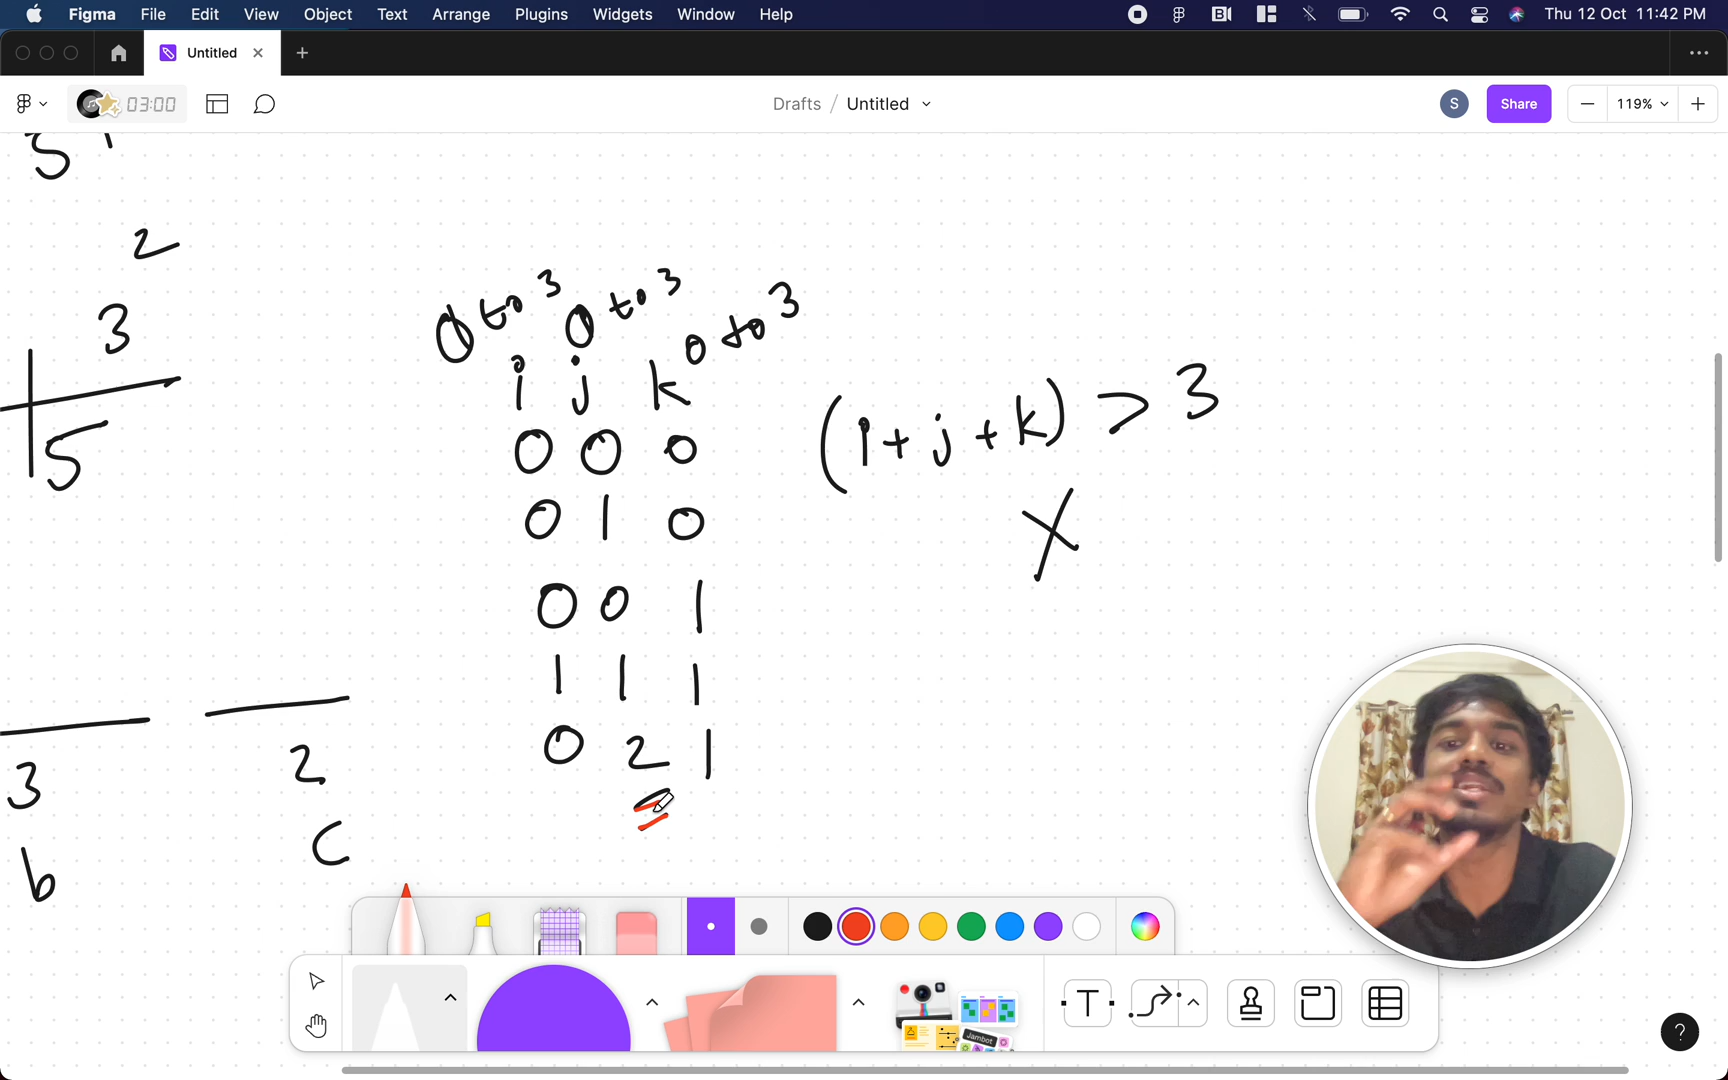 Figma File Edit View Object Text Arrange Plugins Widgets Window Help Thu 12 Oct 11:42 PM
Untitled
03:00 Drafts / Untitled S Share 119%
5
2
3
5
0 to 3 0 to 3 0 to 3
i j k
0 0 0
(i + j + k) > 3
X
0 1 0
0 0 1
1 1 1
0 2 1
3 2
b c
T
Jambot
?